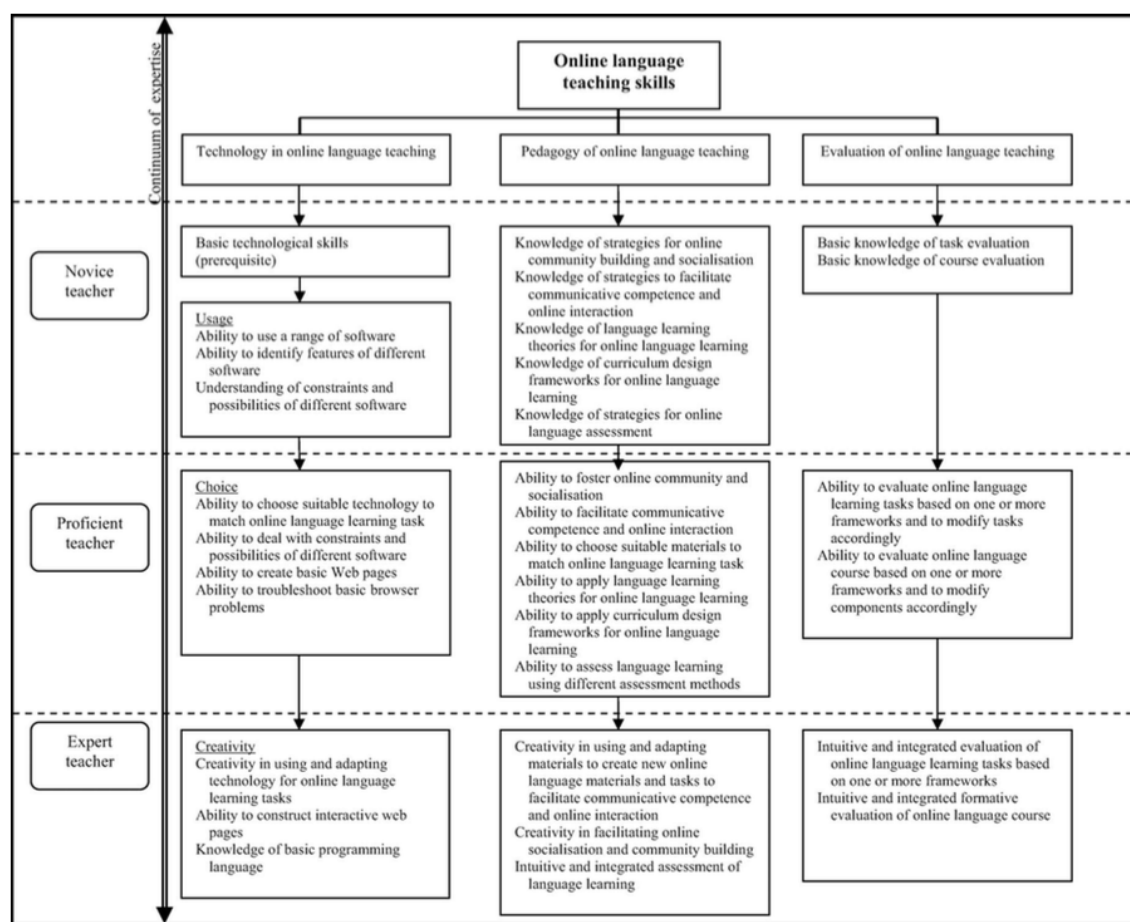 Continuum of expertise
Online language
teaching skills
Technology in online language teaching
Pedagogy of online language teaching
Evaluation of online language teaching
Novice
teacher
Basic technological skills
(prerequisite)
Usage
Ability to use a range of software
Ability to identify features of different
software
Understanding of constraints and
possibilities of different software
Knowledge of strategies for online
community building and socialisation
Knowledge of strategies to facilitate
communicative competence and
online interaction
Knowledge of language learning
theories for online language learning
Knowledge of curriculum design
frameworks for online language
learning
Knowledge of strategies for online
language assessment
Basic knowledge of task evaluation
Basic knowledge of course evaluation
Proficient
teacher
Choice
Ability to choose suitable technology to
match online language learning task
Ability to deal with constraints and
possibilities of different software
Ability to create basic Web pages
Ability to troubleshoot basic browser
problems
Ability to foster online community and
socialisation
Ability to facilitate communicative
competence and online interaction
Ability to choose suitable materials to
match online language learning task
Ability to apply language learning
theories for online language learning
Ability to apply curriculum design
frameworks for online language
learning
Ability to assess language learning
using different assessment methods
Ability to evaluate online language
learning tasks based on one or more
frameworks and to modify tasks
accordingly
Ability to evaluate online language
course based on one or more
frameworks and to modify
components accordingly
Expert
teacher
Creativity
Creativity in using and adapting
technology for online language
learning tasks
Ability to construct interactive web
pages
Knowledge of basic programming
language
Creativity in using and adapting
materials to create new online
language materials and tasks to
facilitate communicative competence
and online interaction
Creativity in facilitating online
socialisation and community building
Intuitive and integrated assessment of
language learning
Intuitive and integrated evaluation of
online language learning tasks based
on one or more frameworks
Intuitive and integrated formative
evaluation of online language course